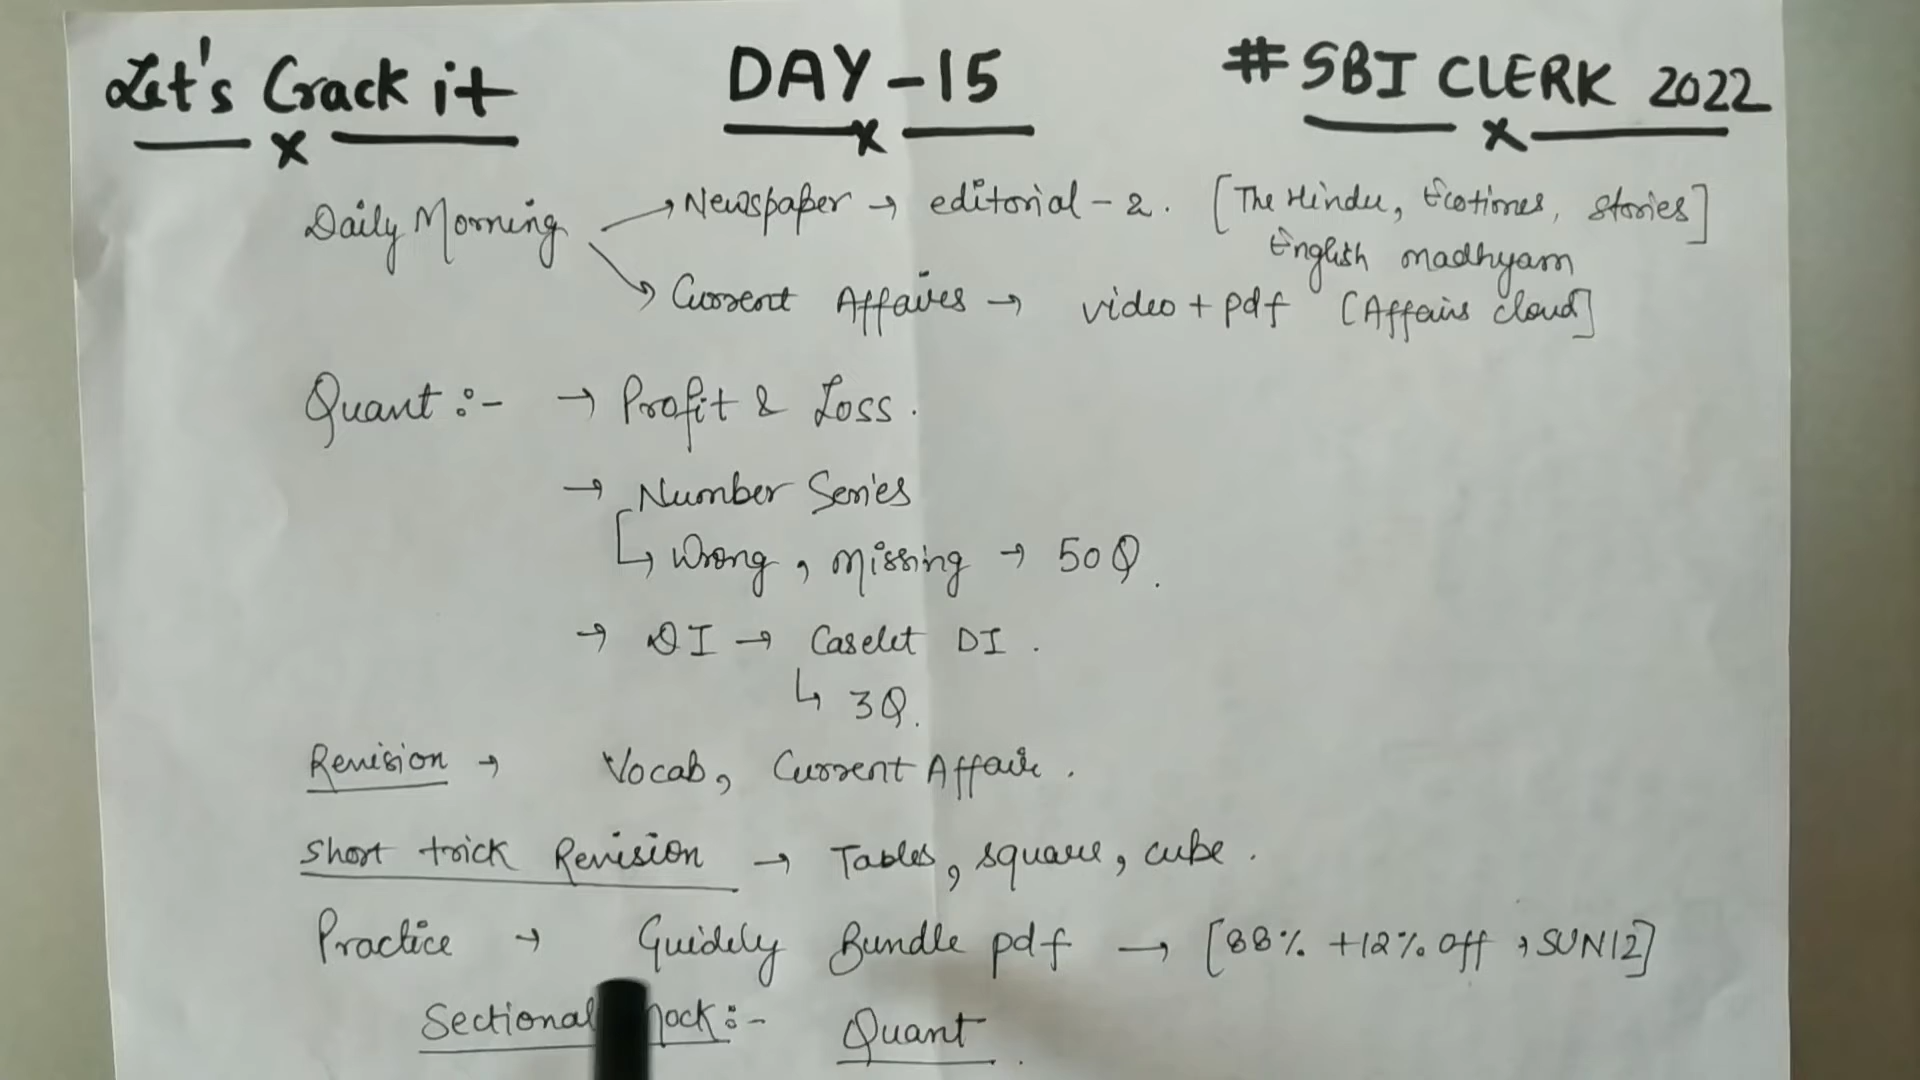 Let's Crack it DAY-15 #SBI CLERK 2022
Daily Morning → Newspaper → editorial - 2. [The Hindu, Ecotimes, stories]
English madhyam
→ Current Affaires → video + pdf [Affairs cloud]
Quant :- → Profit & Loss.
→ Number Series
↳ Wrong, Missing → 50 Q.
→ DI → Caselet DI.
↳ 3Q.
Revision → Vocab, Current Affair.
Short trick Revision → Tables, square, cube.
Practice → Guidely Bundle pdf → [88% +12% off, SUN12]
Sectional Mock :- Quant.